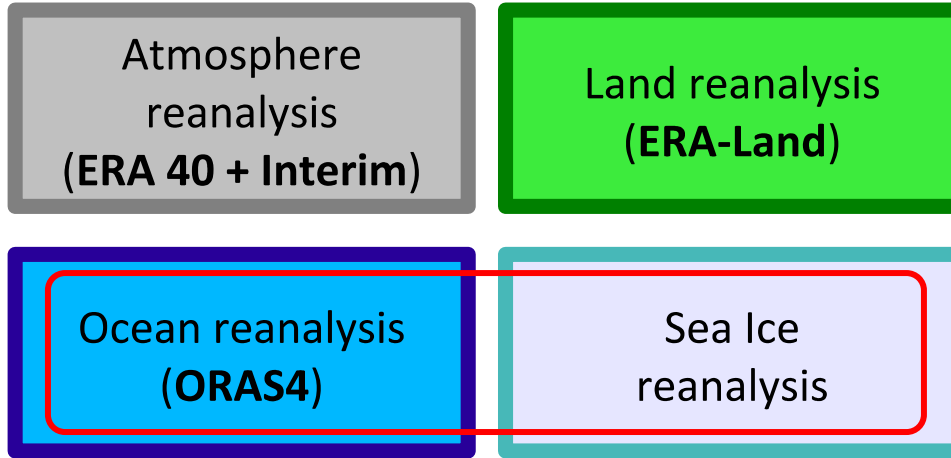 Atmosphere
reanalysis
(ERA 40 + Interim)
Land reanalysis
(ERA-Land)
Ocean reanalysis
(ORAS4)
Sea Ice
reanalysis